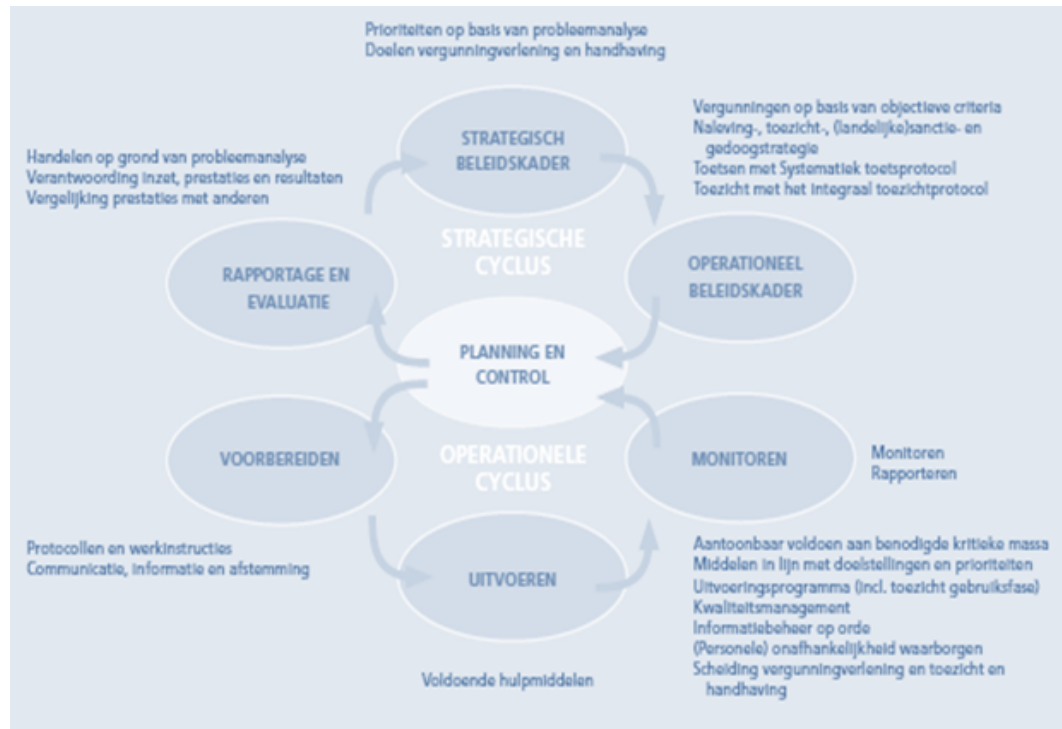 Prioriteiten op basis van probleemanalyse
Doelen vergunningverlening en handhaving
STRATEGISCH
BELEIDSKADER
Vergunningen op basis van objectieve criteria
Naleving-, toezicht-, (landelijke)sanctie- en
gedoogstrategie
Toetsen met Systematiek toetsprotocol
Toezicht met het integraal toezichtprotocol
Handelen op grond van probleemanalyse
Verantwoording inzet, prestaties en resultaten
Vergelijking prestaties met anderen
STRATEGISCHE
CYCLUS
RAPPORTAGE EN
EVALUATIE
OPERATIONEEL
BELEIDSKADER
PLANNING EN
CONTROL
VOORBEREIDEN
OPERATIONELE
CYCLUS
MONITOREN
Monitoren
Rapporteren
Protocollen en werkinstructies
Communicatie, informatie en afstemming
UITVOEREN
Aantoonbaar voldoen aan benodigde kritieke massa
Middelen in lijn met doelstellingen en prioriteiten
Uitvoeringsprogramma (incl. toezicht gebruiksfase)
Kwaliteitsmanagement
Informatiebeheer op orde
(Personele) onafhankelijkheid waarborgen
Scheiding vergunningverlening en toezicht en
handhaving
Voldoende hulpmiddelen